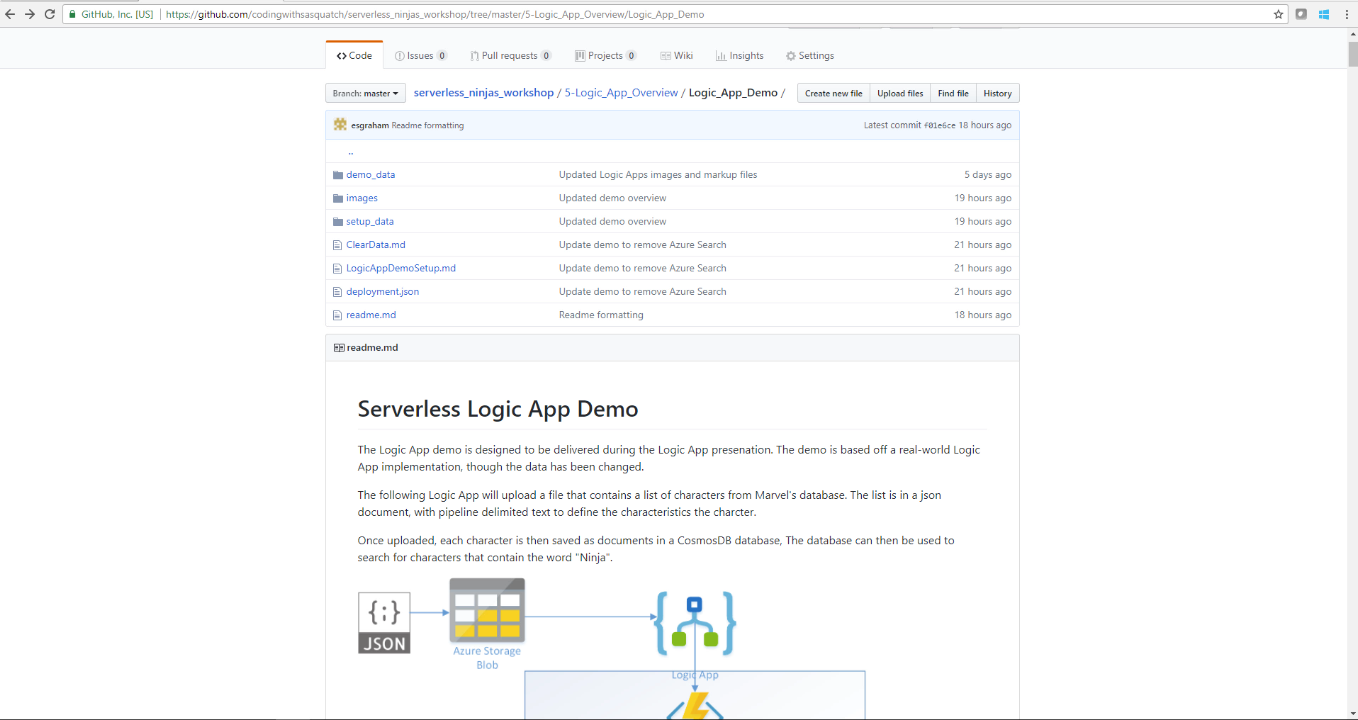 GitHub, Inc. [US] https://github.com/codingwithsasquatch/serverless_ninjas_workshop/tree/master/5-Logic_App_Overview/Logic_App_Demo
Code Issues 0 Pull requests 0 Projects 0 Wiki Insights Settings
Branch: master serverless_ninjas_workshop / 5-Logic_App_Overview / Logic_App_Demo / Create new file Upload files Find file History
esgraham Readme formatting Latest commit f01e6ce 18 hours ago
..
demo_data Updated Logic Apps images and markup files 5 days ago
images Updated demo overview 19 hours ago
setup_data Updated demo overview 19 hours ago
ClearData.md Update demo to remove Azure Search 21 hours ago
LogicAppDemoSetup.md Update demo to remove Azure Search 21 hours ago
deployment.json Update demo to remove Azure Search 21 hours ago
readme.md Readme formatting 18 hours ago
readme.md
Serverless Logic App Demo
The Logic App demo is designed to be delivered during the Logic App presenation. The demo is based off a real-world Logic
App implementation, though the data has been changed.
The following Logic App will upload a file that contains a list of characters from Marvel's database. The list is in a json
document, with pipeline delimited text to define the characteristics the charcter.
Once uploaded, each character is then saved as documents in a CosmosDB database, The database can then be used to
search for characters that contain the word "Ninja".
{;}
JSON
Azure Storage
Blob
Logic App